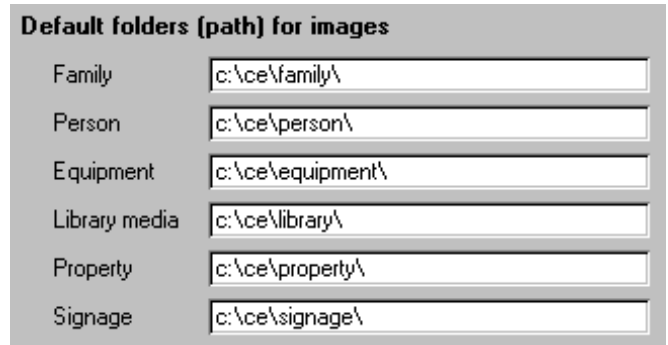 Default folders (path) for images
Family c:\ce\family\
Person c:\ce\person\
Equipment c:\ce\equipment\
Library media c:\ce\library\
Property c:\ce\property\
Signage c:\ce\signage\